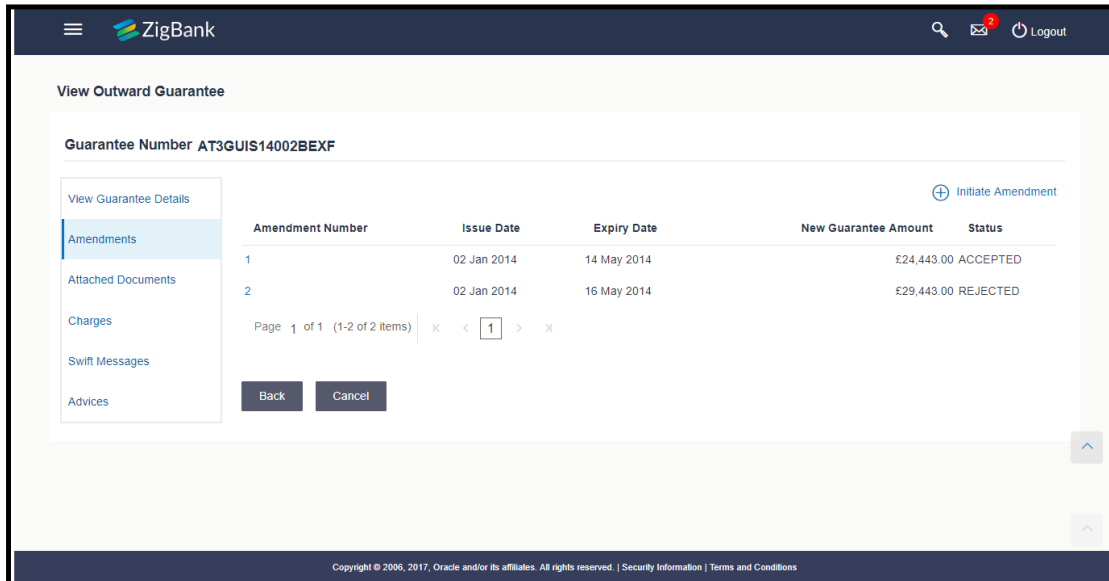 ZigBank
2
Logout
View Outward Guarantee
Guarantee Number AT3GUIS14002BEXF
View Guarantee Details
Amendments
Attached Documents
Charges
Swift Messages
Advices
Initiate Amendment
Amendment Number Issue Date Expiry Date New Guarantee Amount Status
1 02 Jan 2014 14 May 2014 £24,443.00 ACCEPTED
2 02 Jan 2014 16 May 2014 £29,443.00 REJECTED
Page 1 of 1 (1-2 of 2 items) K < 1 > >|
Back Cancel
Copyright © 2006, 2017, Oracle and/or its affiliates. All rights reserved. | Security Information | Terms and Conditions